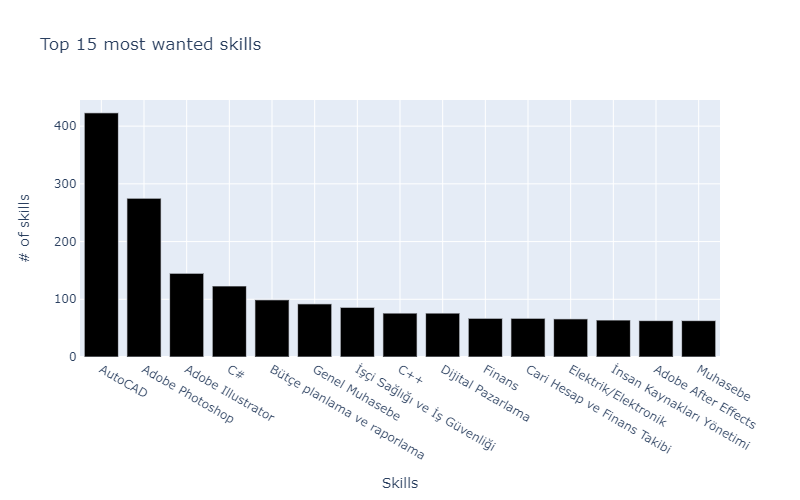 Top 15 most wanted skills
# of skills
400
300
200
100
0
AutoCAD
Adobe Photoshop
Adobe Illustrator
C#
Bütçe planlama ve raporlama
Genel Muhasebe
İşçi Sağlığı ve İş Güvenliği
C++
Dijital Pazarlama
Finans
Cari Hesap ve Finans Takibi
Elektrik/Elektronik
İnsan Kaynakları Yönetimi
Adobe After Effects
Muhasebe
Skills